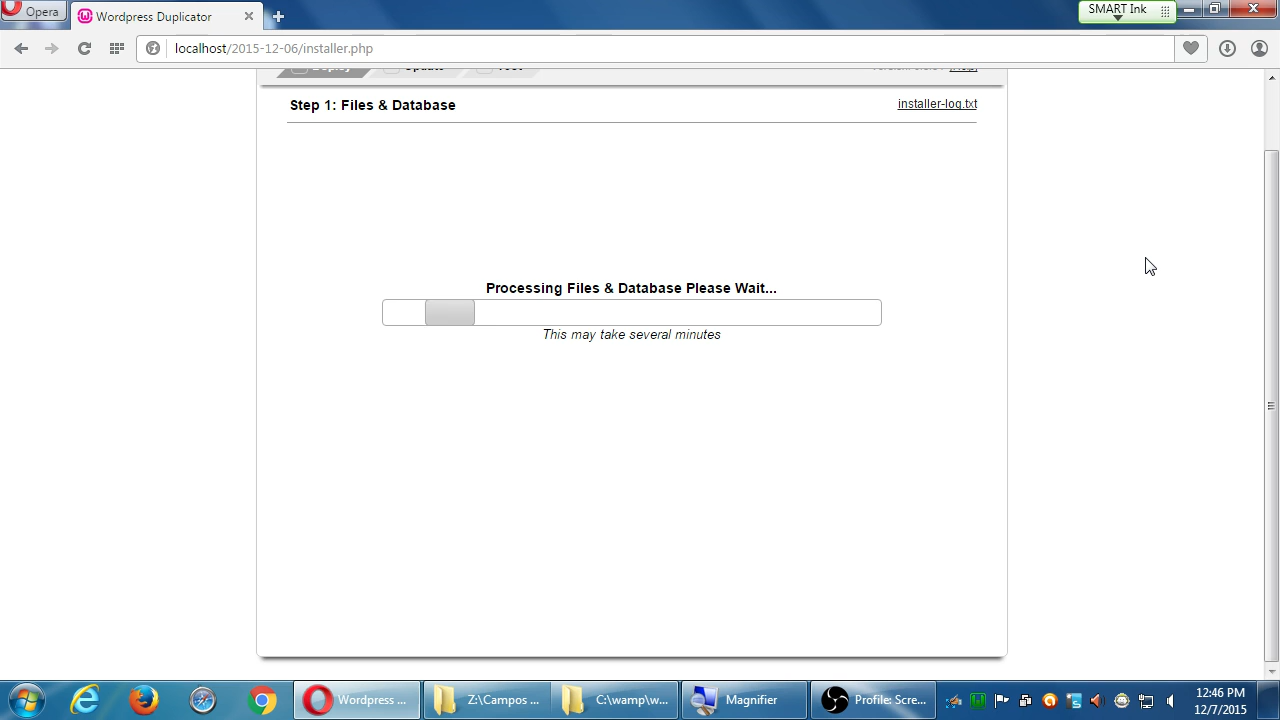 Opera
Wordpress Duplicator
SMART Ink
localhost/2015-12-06/installer.php
Step 1: Files & Database
installer-log.txt
Processing Files & Database Please Wait...
This may take several minutes
Wordpress ...
Z:\Campos ...
C:\wamp\w...
Magnifier
Profile: Scre...
12:46 PM
12/7/2015